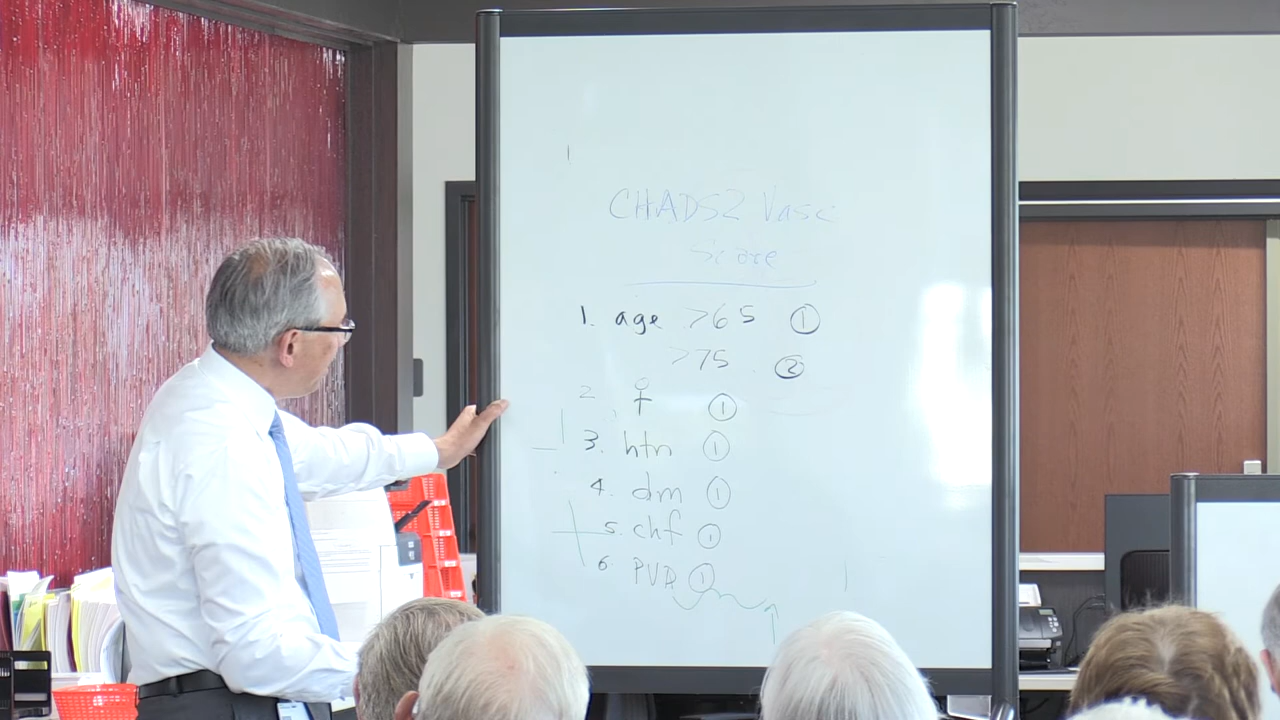 CHADS2 Vasc
Score
1. age >65 ①
>75 ②
2 ♀ ①
3. htn ①
4. dm ①
5. chf ①
6 PVD ①